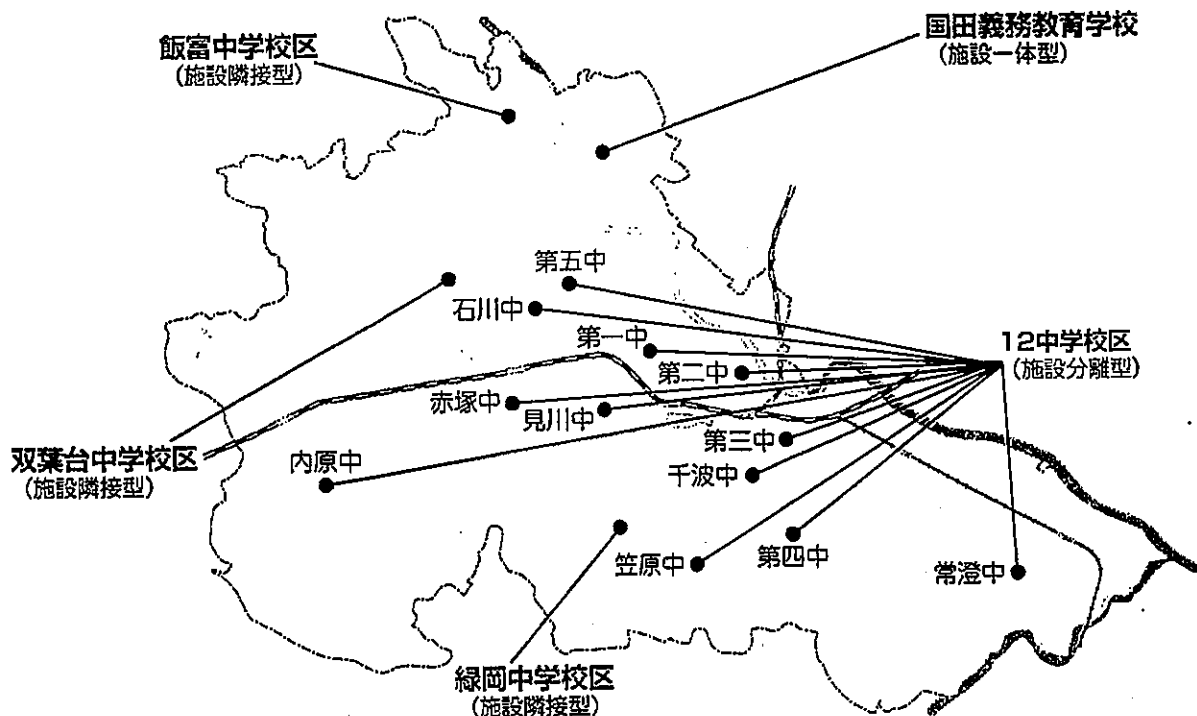 飯富中学校区
(施設隣接型)
国田義務教育学校
(施設一体型)
第五中
石川中
第一中
第二中
12中学校区
(施設分離型)
赤塚中
見川中
第三中
双葉台中学校区
(施設隣接型)
内原中
千波中
笠原中
第四中
常澄中
緑岡中学校区
(施設隣接型)